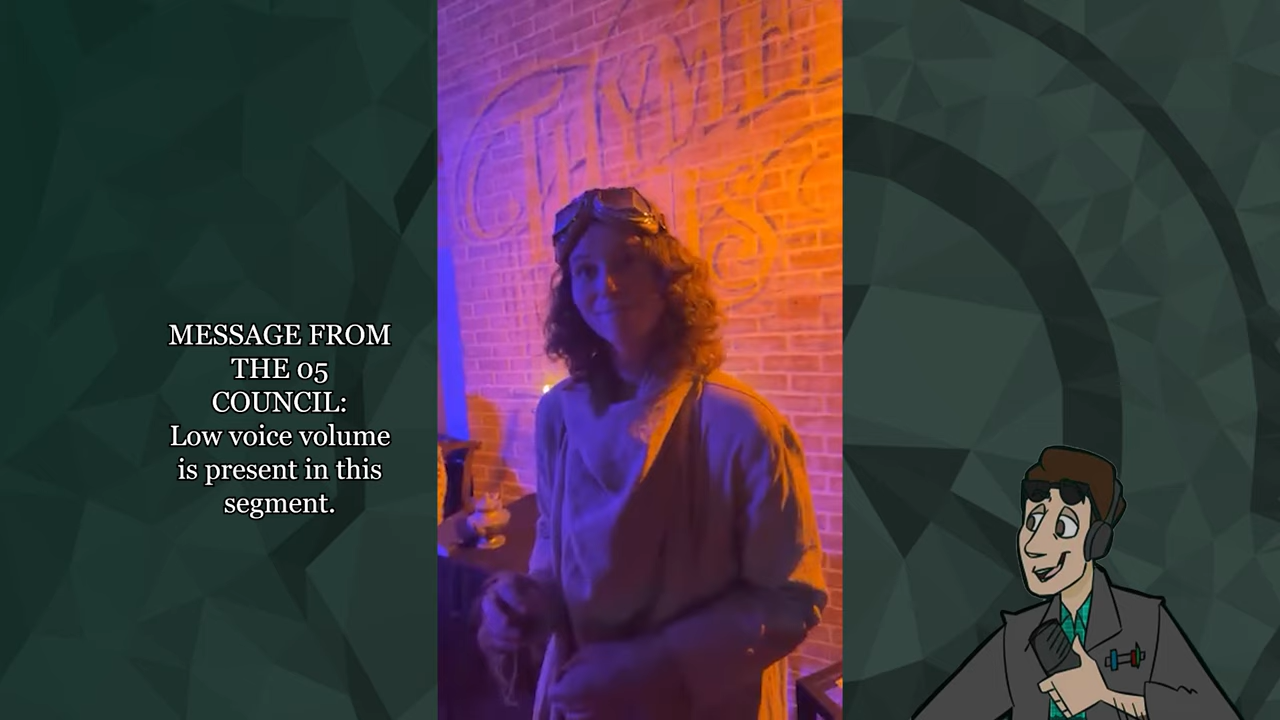 MESSAGE FROM
THE 05
COUNCIL:
Low voice volume
is present in this
segment.